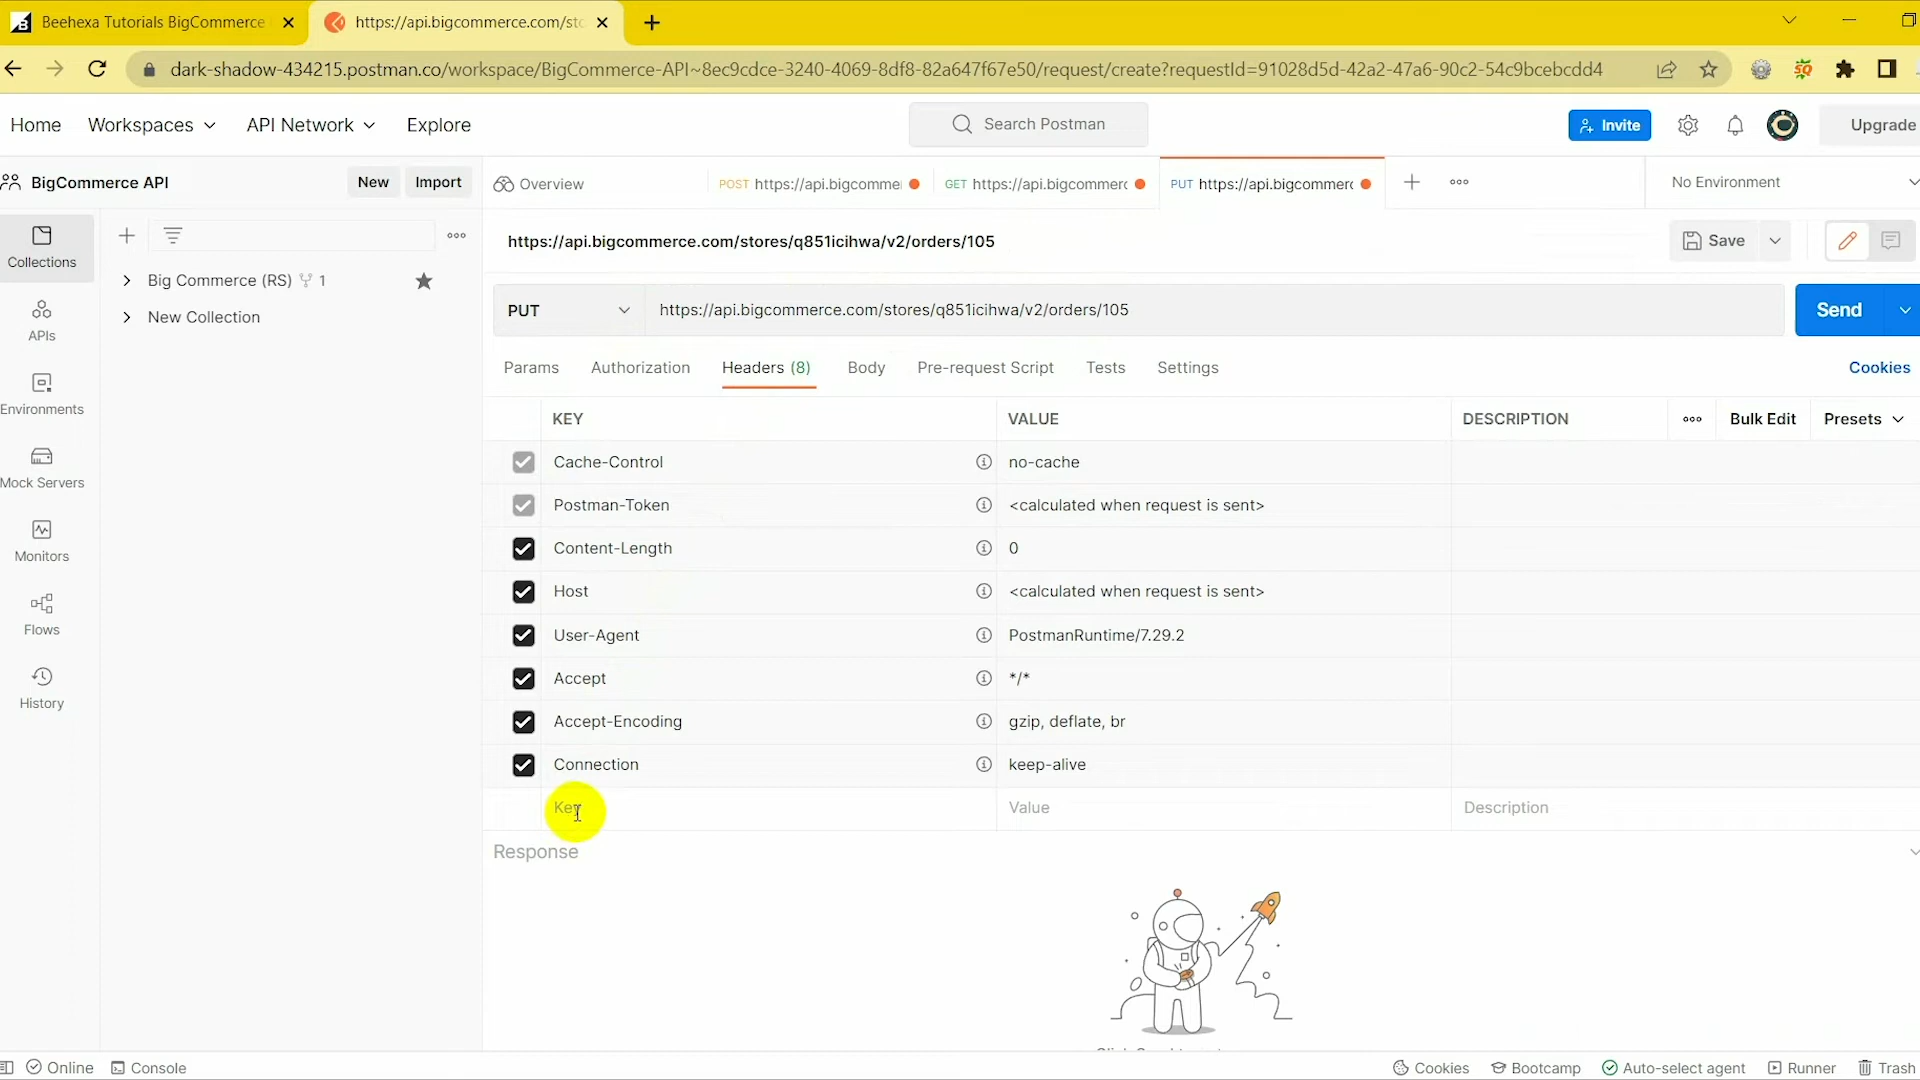 Beehexa Tutorials BigCommerce
https://api.bigcommerce.com/sto
dark-shadow-434215.postman.co/workspace/BigCommerce-API~8ec9cdce-3240-4069-8df8-82a647f67e50/request/create?requestId=91028d5d-42a2-47a6-90c2-54c9bcebcdd4
Home Workspaces API Network Explore Search Postman Invite Upgrade
BigCommerce API New Import Overview POST https://api.bigcomme GET https://api.bigcommerc PUT https://api.bigcommerc No Environment
Collections
Big Commerce (RS) 1
New Collection
APIs
Environments
Mock Servers
Monitors
Flows
History
https://api.bigcommerce.com/stores/q851icihwa/v2/orders/105 Save
PUT https://api.bigcommerce.com/stores/q851icihwa/v2/orders/105 Send
Params Authorization Headers (8) Body Pre-request Script Tests Settings Cookies
KEY VALUE DESCRIPTION Bulk Edit Presets
Cache-Control no-cache
Postman-Token <calculated when request is sent>
Content-Length 0
Host <calculated when request is sent>
User-Agent PostmanRuntime/7.29.2
Accept */*
Accept-Encoding gzip, deflate, br
Connection keep-alive
Key Value Description
Response
Online Console Cookies Bootcamp Auto-select agent Runner Trash